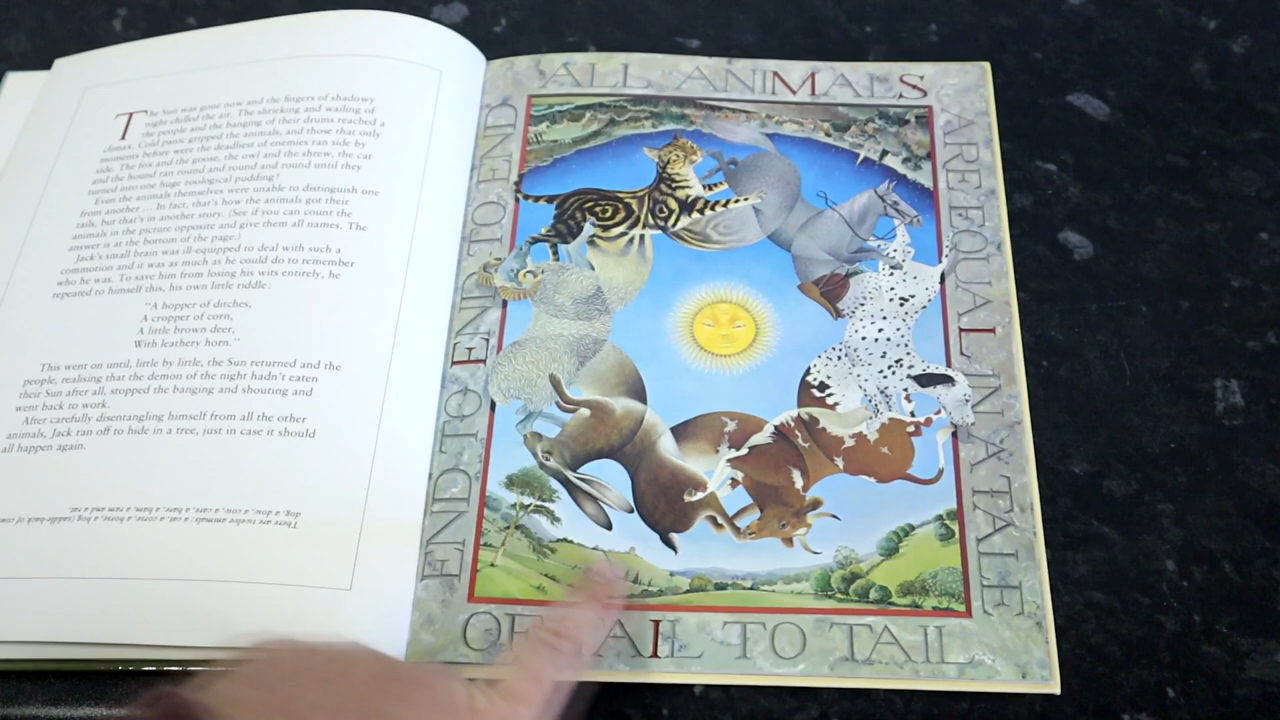 The Sun was gone now and the fingers of shadowy
night chilled the air. The shrieking and wailing of
the people and the banging of their drums reached a
climax. Cold panic gripped the animals, and those that only
moments before were the deadliest of enemies ran side by
side. The fox and the goose, the owl and the shrew, the cat
and the hound ran round and round and round until they
turned into one huge zoological pudding!
Even the animals themselves were unable to distinguish one
from another ... In fact, that's how the animals got their
tails, but that's in another story. (See if you can count the
animals in the picture opposite and give them all names. The
answer is at the bottom of the page.)
Jack's small brain was ill-equipped to deal with such a
commotion and it was as much as he could do to remember
who he was. To save him from losing his wits entirely, he
repeated to himself this, his own little riddle:
"A hopper of ditches,
A cropper of corn,
A little brown deer,
With leathery horn."
This went on until, little by little, the Sun returned and the
people, realising that the demon of the night hadn't eaten
their Sun after all, stopped the banging and shouting and
went back to work.
After carefully disentangling himself from all the other
animals, Jack ran off to hide in a tree, just in case it should
all happen again.
There are twelve animals: a cat, a horse, a hog (saddle-back of
dog, a cow, a hare, a ram and a rat
ALL ANIMALS
ARE EQUAL IN A TALE
OF TAIL TO TAIL
END TO END TO END TO END